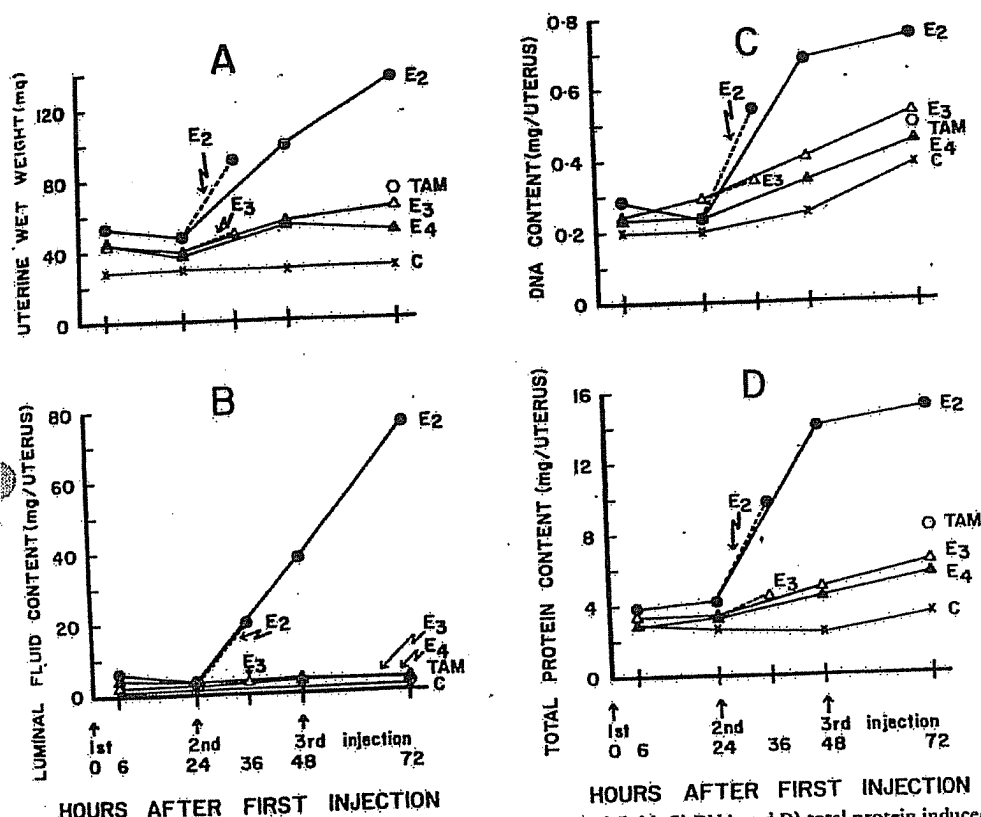 A
UTERINE WET WEIGHT (mg)
120
80
40
0
E2
E2
E3
TAM
E3
E4
C
C
DNA CONTENT (mg/UTERUS)
0·8
0·6
0·4
0·2
0
E2
E2
E3
E3
TAM
E4
C
B
LUMINAL FLUID CONTENT (mg/UTERUS)
80
60
40
20
0
E2
E2
E3
E3
E4
TAM
C
1st 2nd 3rd injection
0 6 24 36 48 72
HOURS AFTER FIRST INJECTION
D
TOTAL PROTEIN CONTENT (mg/UTERUS)
16
12
8
4
0
E2
E2
E3
TAM
E3
E4
C
1st 2nd 3rd injection
0 6 24 36 48 72
HOURS AFTER FIRST INJECTION
and D) total protein induce